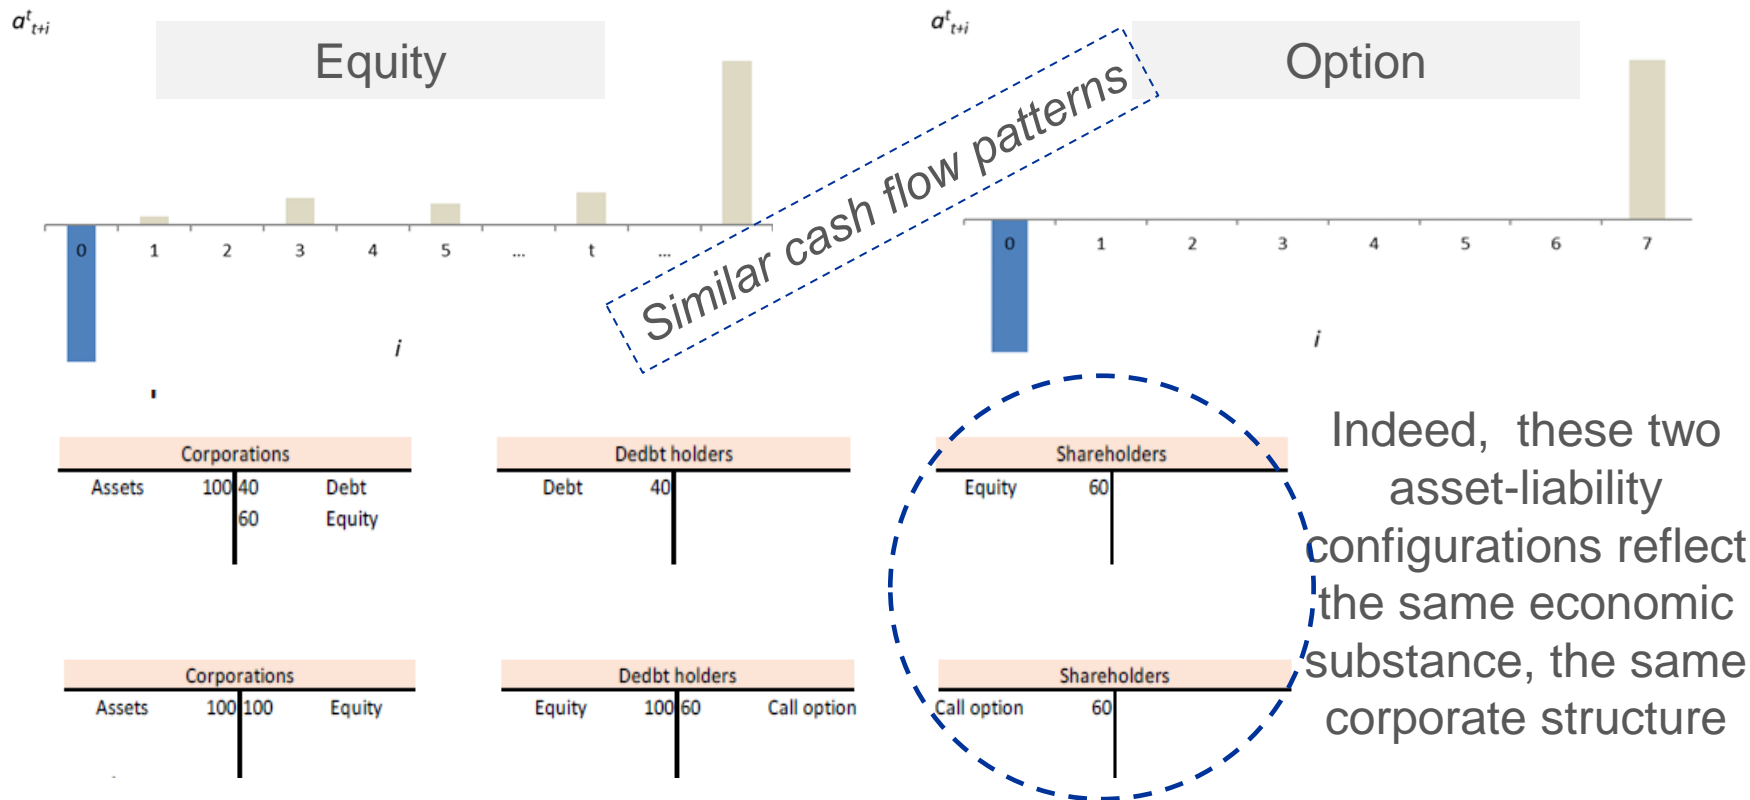 aᵗₜ₊ᵢ
Equity
0 1 2 3 4 5 ... t ...
i
Similar cash flow patterns
aᵗₜ₊ᵢ
Option
0 1 2 3 4 5 6 7
i
Corporations
Assets 100 40 Debt
60 Equity
Dedbt holders
Debt 40
Shareholders
Equity 60
Corporations
Assets 100 100 Equity
Dedbt holders
Equity 100 60 Call option
Shareholders
Call option 60
Indeed, these two
asset-liability
configurations reflect
the same economic
substance, the same
corporate structure